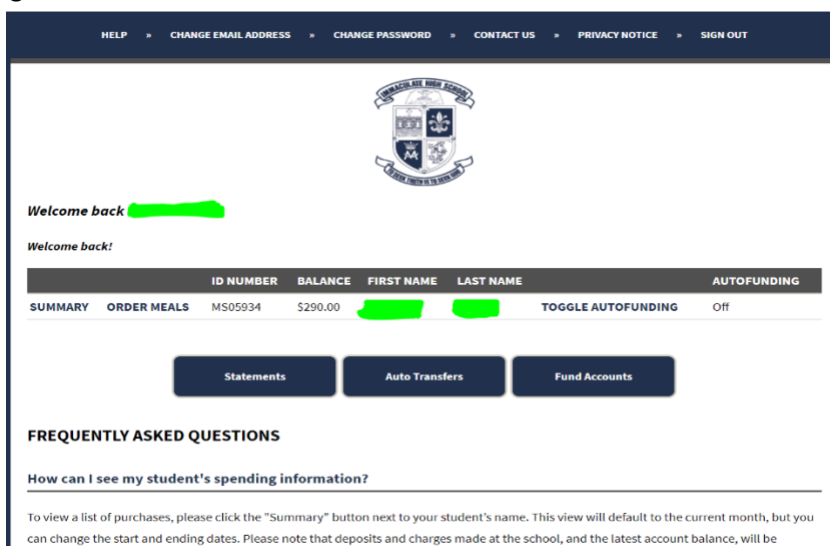 HELP » CHANGE EMAIL ADDRESS » CHANGE PASSWORD » CONTACT US » PRIVACY NOTICE » SIGN OUT
IMMACULATE HIGH SCHOOL
Welcome back
Welcome back!
ID NUMBER BALANCE FIRST NAME LAST NAME AUTOFUNDING
SUMMARY ORDER MEALS MS05934 $290.00 TOGGLE AUTOFUNDING Off
Statements Auto Transfers Fund Accounts
FREQUENTLY ASKED QUESTIONS
How can I see my student's spending information?
To view a list of purchases, please click the "Summary" button next to your student's name. This view will default to the current month, but you
can change the start and ending dates. Please note that deposits and charges made at the school, and the latest account balance, will be